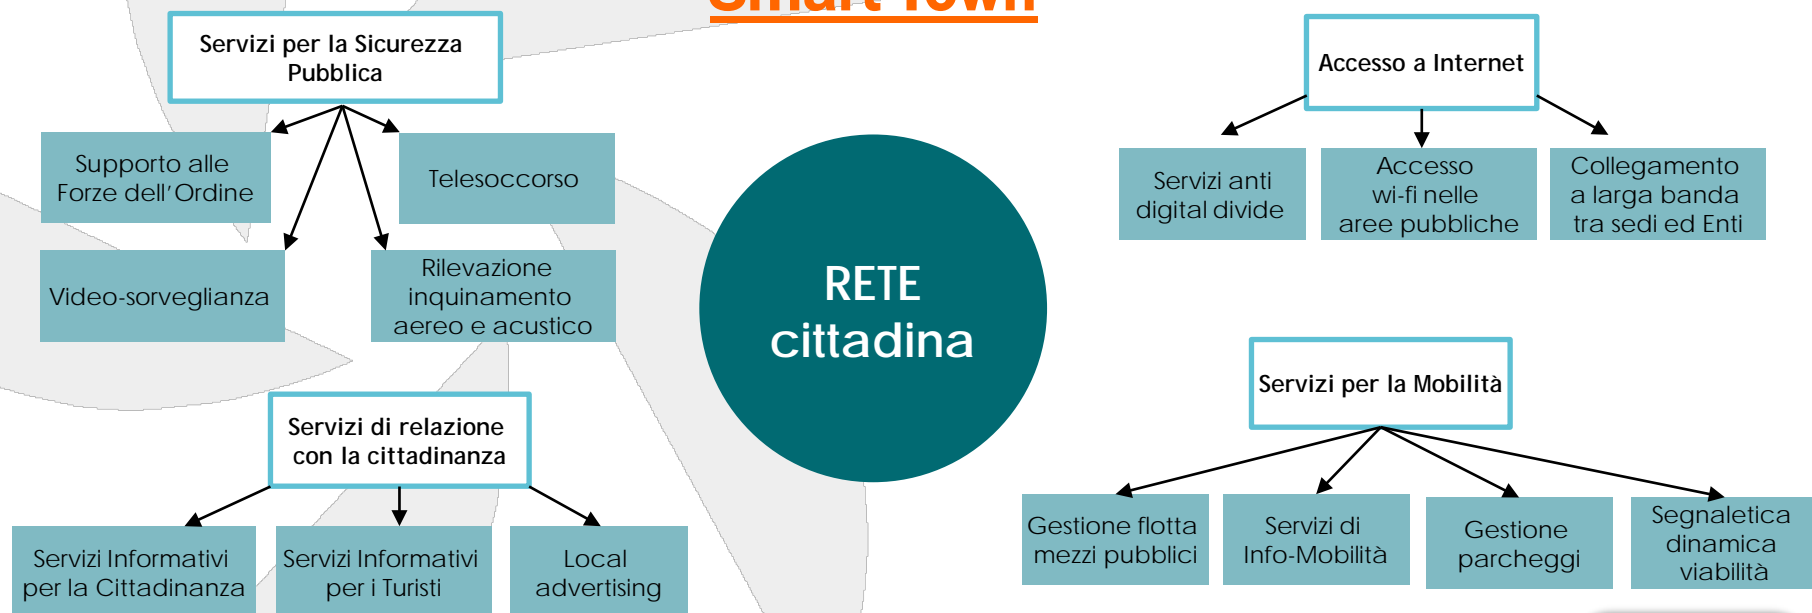 Smart Town
Servizi per la Sicurezza
Pubblica
Supporto alle
Forze dell'Ordine
Telesoccorso
Video-sorveglianza
Rilevazione
inquinamento
aereo e acustico
Servizi di relazione
con la cittadinanza
Servizi Informativi
per la Cittadinanza
Servizi Informativi
per i Turisti
Local
advertising
RETE
cittadina
Accesso a Internet
Servizi anti
digital divide
Accesso
wi-fi nelle
aree pubbliche
Collegamento
a larga banda
tra sedi ed Enti
Servizi per la Mobilità
Gestione flotta
mezzi pubblici
Servizi di
Info-Mobilità
Gestione
parcheggi
Segnaletica
dinamica
viabilità